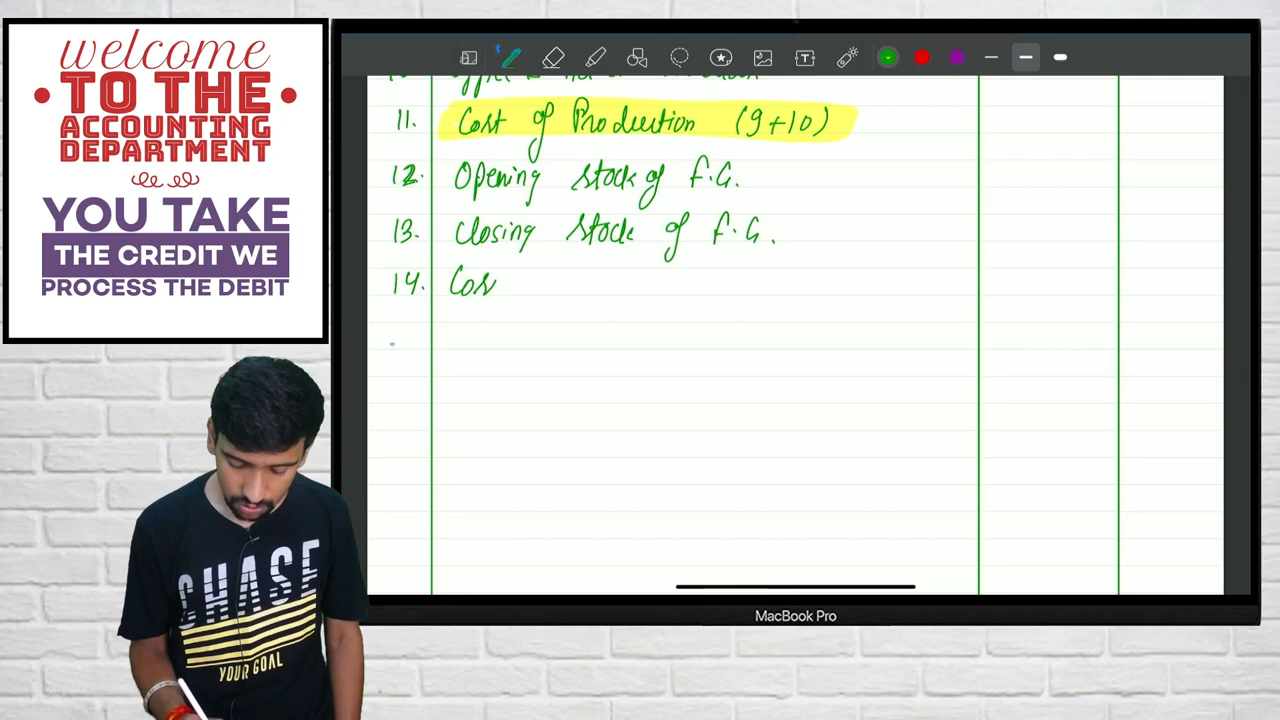 welcome
TO THE
ACCOUNTING
DEPARTMENT
YOU TAKE
THE CREDIT WE
PROCESS THE DEBIT
11. Cost of Production (9+10)
12. Opening stock of F.G.
13. Closing stock of F.G.
14. Cos
MacBook Pro
CHASE
YOUR GOAL